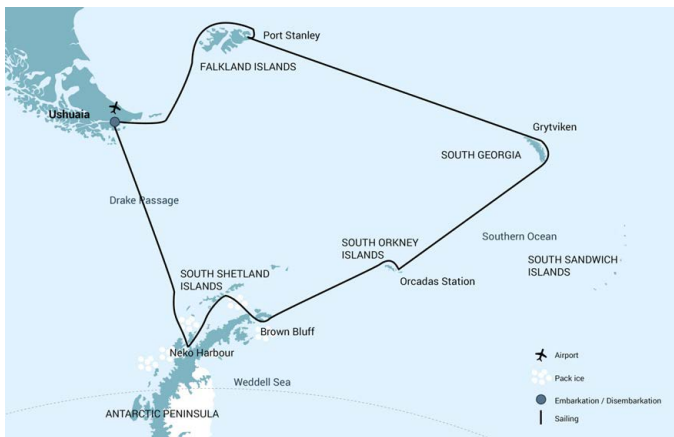 Port Stanley
FALKLAND ISLANDS
Ushuaia
Grytviken
SOUTH GEORGIA
Drake Passage
Southern Ocean
SOUTH ORKNEY
ISLANDS
SOUTH SANDWICH
ISLANDS
SOUTH SHETLAND
ISLANDS
Orcadas Station
Brown Bluff
Neko Harbour
Weddell Sea
ANTARCTIC PENINSULA
Airport
Pack ice
Embarkation / Disembarkation
Sailing